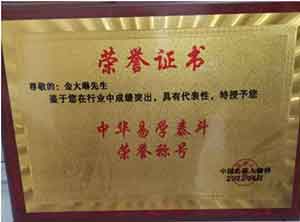 荣誉证书
尊敬的：金大琳先生
鉴于您在行业中成绩突出，具有代表性，特授予您
中华易学泰斗
荣誉称号